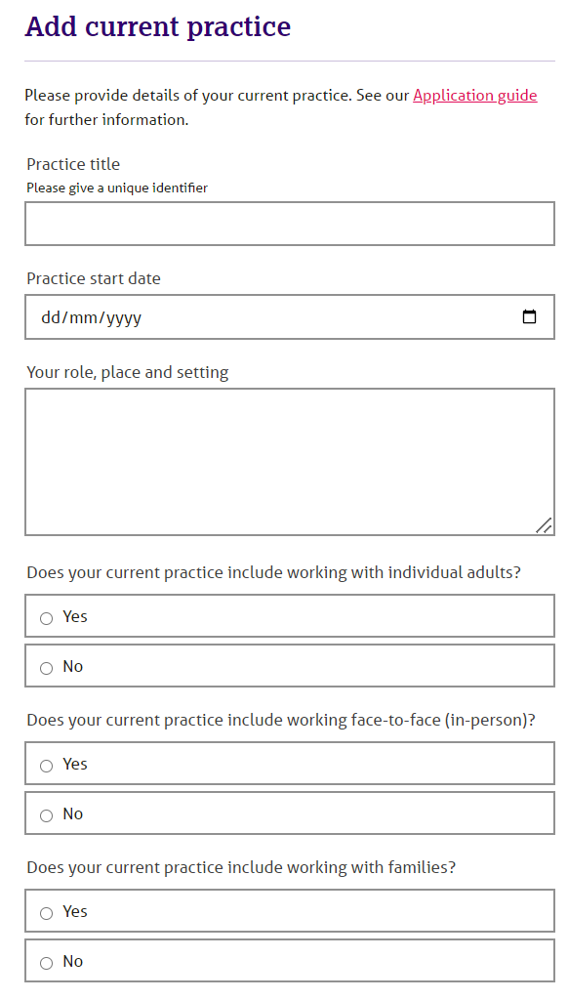 Add current practice
Please provide details of your current practice. See our Application guide
for further information.
Practice title
Please give a unique identifier
Practice start date
dd/mm/yyyy
Your role, place and setting
Does your current practice include working with individual adults?
Yes
No
Does your current practice include working face-to-face (in-person)?
Yes
No
Does your current practice include working with families?
Yes
No